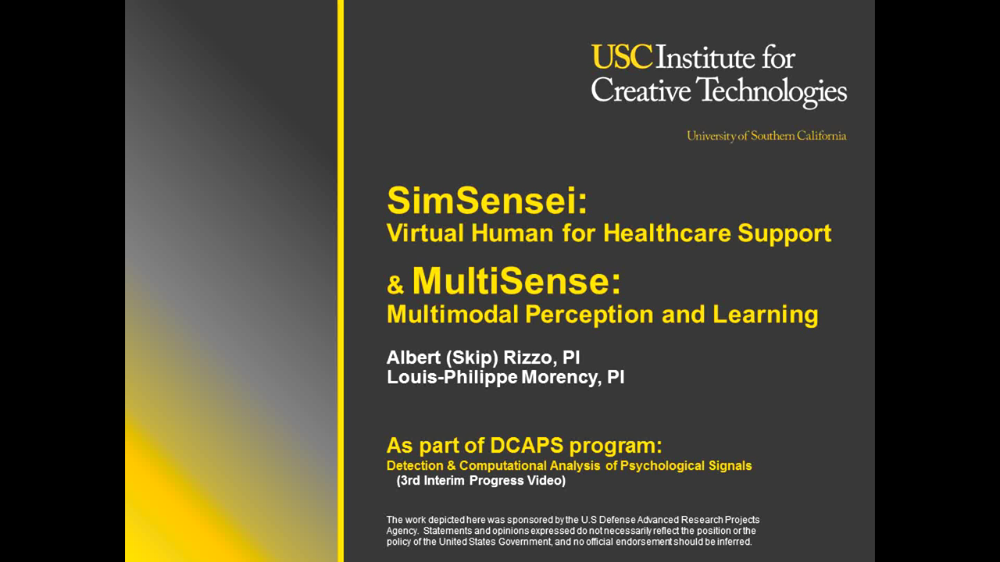 USC Institute for
Creative Technologies
University of Southern California
SimSensei:
Virtual Human for Healthcare Support
& MultiSense:
Multimodal Perception and Learning
Albert (Skip) Rizzo, PI
Louis-Philippe Morency, PI
As part of DCAPS program:
Detection & Computational Analysis of Psychological Signals
(3rd Interim Progress Video)
The work depicted here was sponsored by the U.S Defense Advanced Research Projects
Agency. Statements and opinions expressed do not necessarily reflect the position or the
policy of the United States Government, and no official endorsement should be inferred.